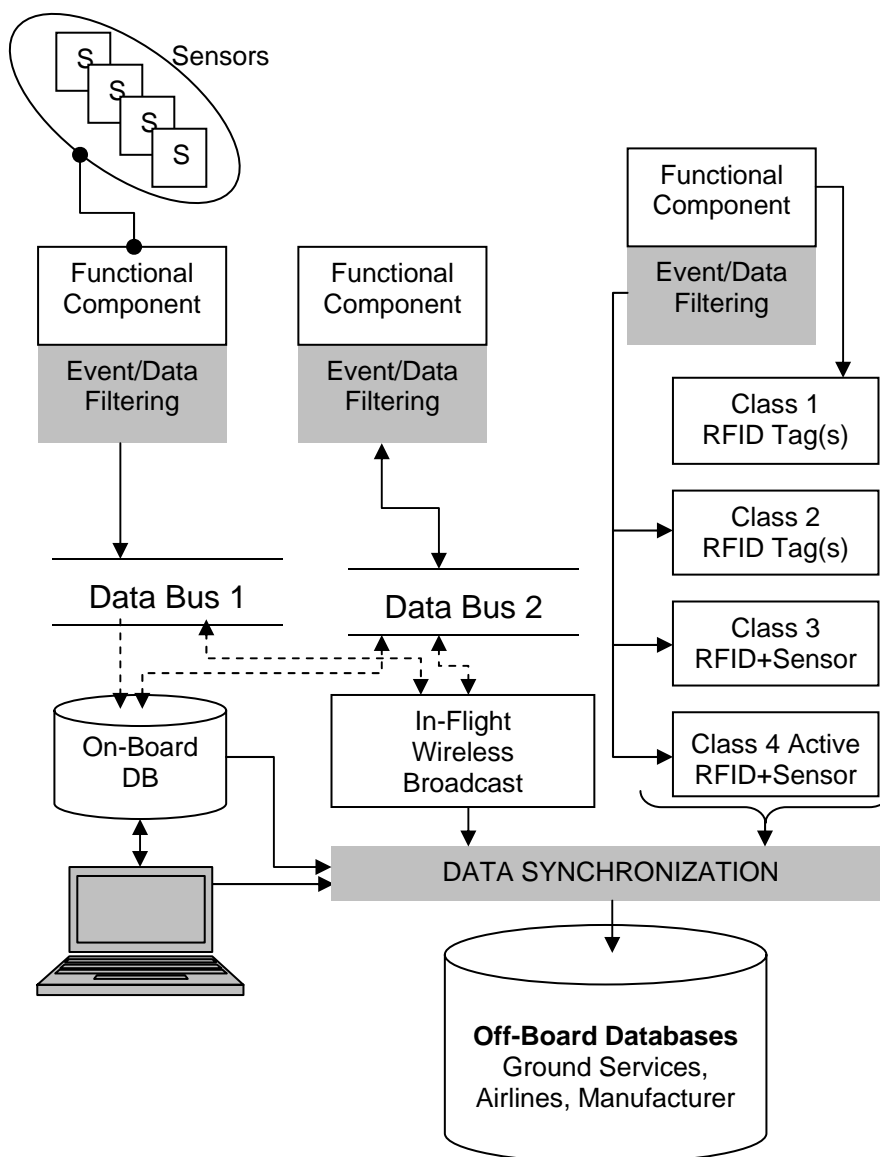 Sensors
S
S
S
S
Functional
Component
Event/Data
Filtering
Functional
Component
Event/Data
Filtering
Functional
Component
Event/Data
Filtering
Class 1
RFID Tag(s)
Class 2
RFID Tag(s)
Class 3
RFID+Sensor
Class 4 Active
RFID+Sensor
Data Bus 1
Data Bus 2
On-Board
DB
In-Flight
Wireless
Broadcast
DATA SYNCHRONIZATION
Off-Board Databases
Ground Services,
Airlines, Manufacturer